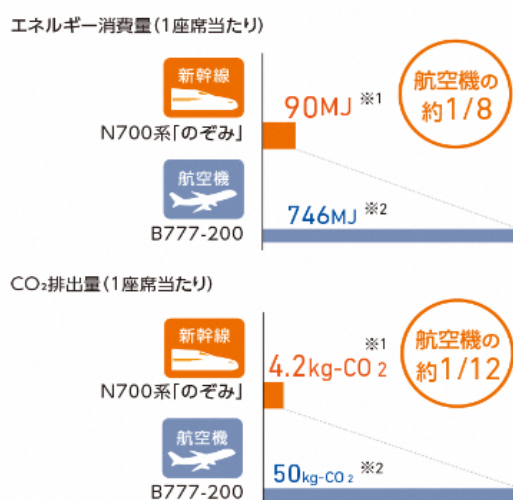 エネルギー消費量(1座席当たり)
新幹線
N700系「のぞみ」
90MJ ※1
航空機の
約1/8
航空機
B777-200
746MJ ※2
CO₂排出量(1座席当たり)
新幹線
N700系「のぞみ」
4.2kg-CO2 ※1
航空機の
約1/12
航空機
B777-200
50kg-CO2 ※2